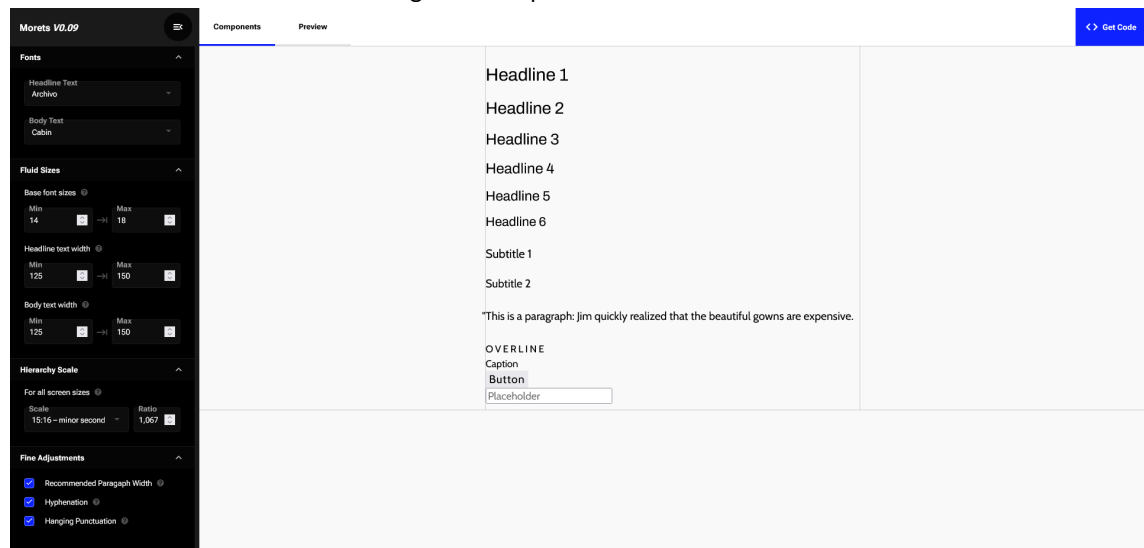 Morets V0.09
Components
Preview
<> Get Code
Fonts
Headline Text
Archivo
Body Text
Cabin
Fluid Sizes
Base font sizes
Min
14
Max
18
Headline text width
Min
125
Max
150
Body text width
Min
125
Max
150
Hierarchy Scale
For all screen sizes
Scale
15:16 – minor second
Ratio
1,067
Fine Adjustments
Recommended Paragaph Width
Hyphenation
Hanging Punctuation
Headline 1
Headline 2
Headline 3
Headline 4
Headline 5
Headline 6
Subtitle 1
Subtitle 2
"This is a paragraph: Jim quickly realized that the beautiful gowns are expensive.
OVERLINE
Caption
Button
Placeholder